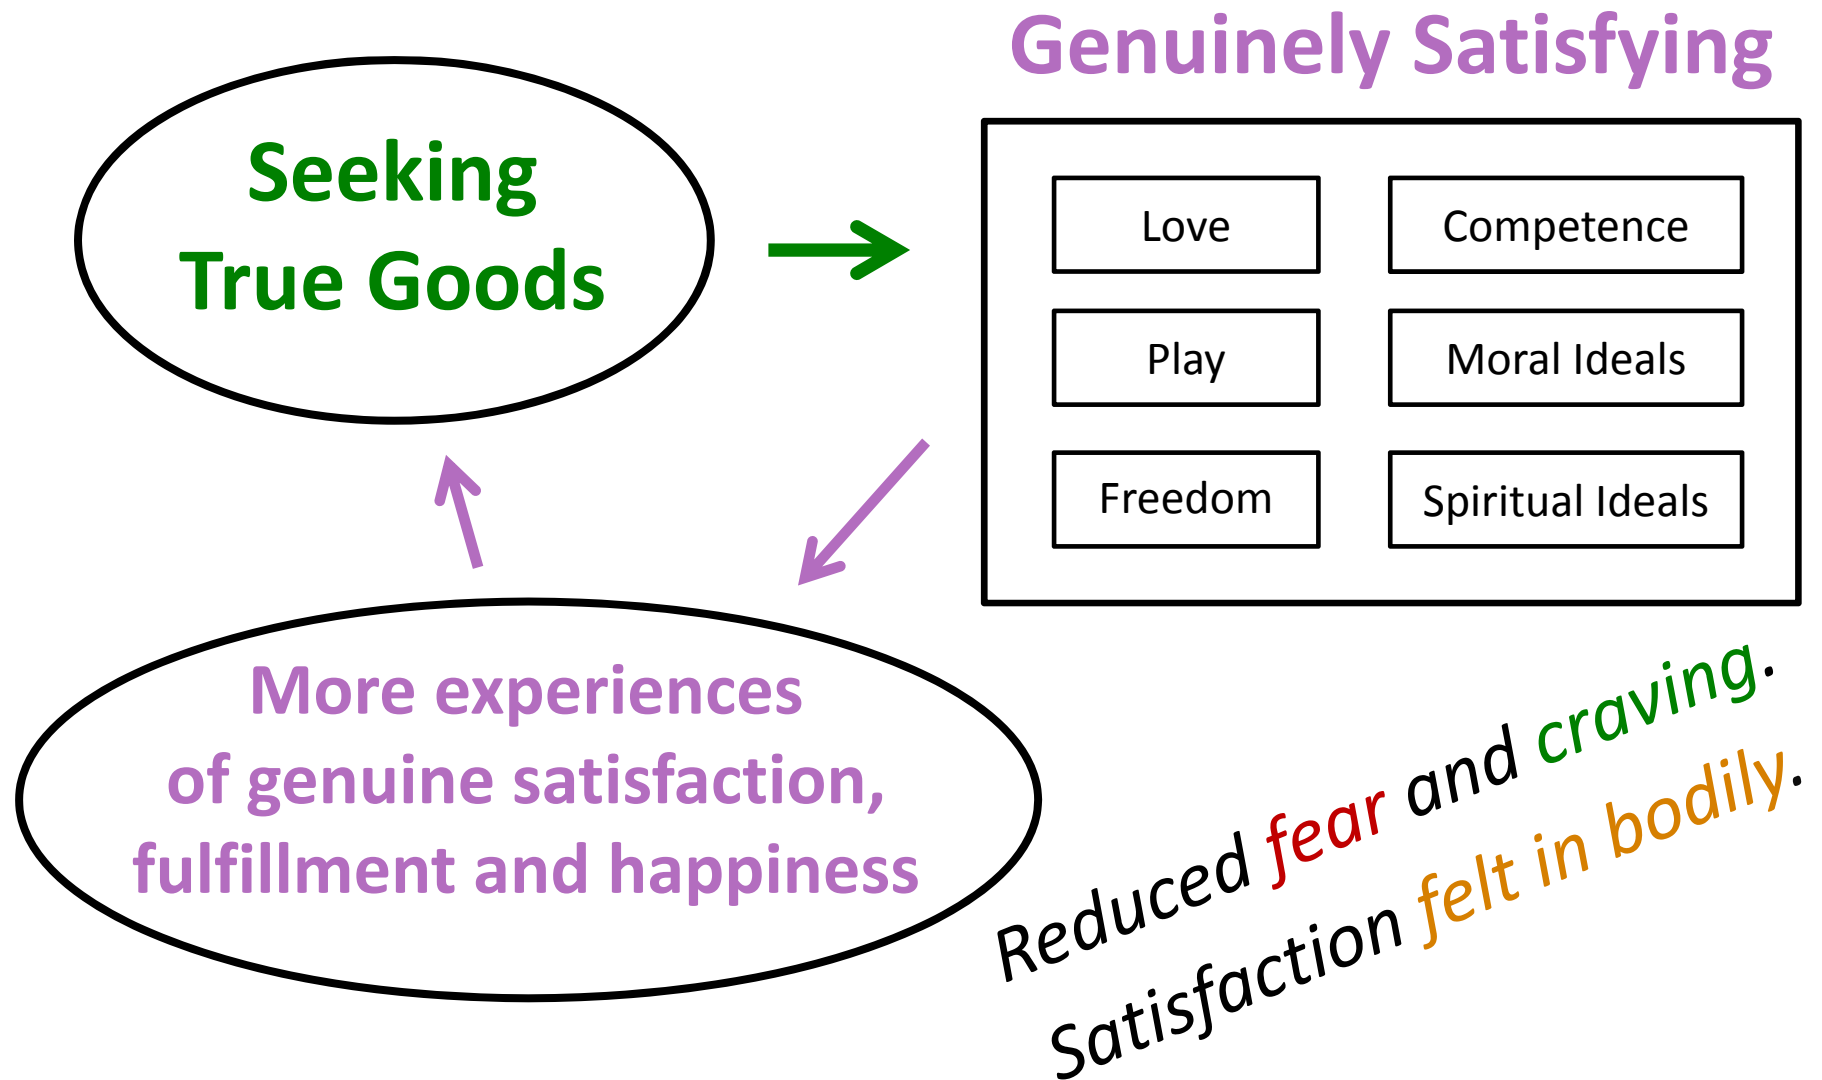 Genuinely Satisfying
Seeking
True Goods
Love
Competence
Play
Moral Ideals
Freedom
Spiritual Ideals
More experiences
of genuine satisfaction,
fulfillment and happiness
Reduced fear and craving.
Satisfaction felt in bodily.